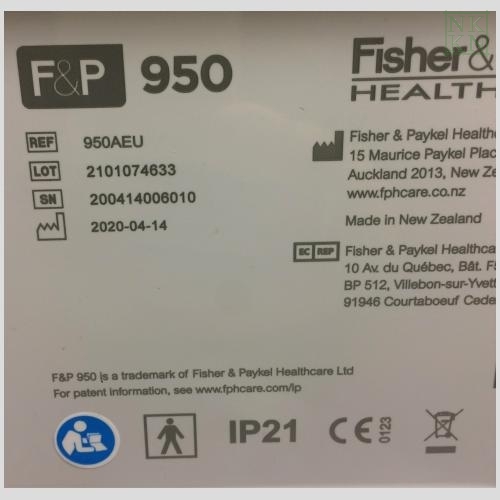 F&P 950
Fisher&
HEALTH
REF 950AEU
LOT 2101074633
SN 200414006010
2020-04-14
Fisher & Paykel Healthc
15 Maurice Paykel Plac
Auckland 2013, New Ze
www.fphcare.co.nz
Made in New Zealand
EC REP Fisher & Paykel Healthca
10 Av. du Québec, Bât. F5
BP 512, Villebon-sur-Yvett
91946 Courtaboeuf Cede
F&P 950 is a trademark of Fisher & Paykel Healthcare Ltd
For patent information, see www.fphcare.com/ip
IP21 CE 0123